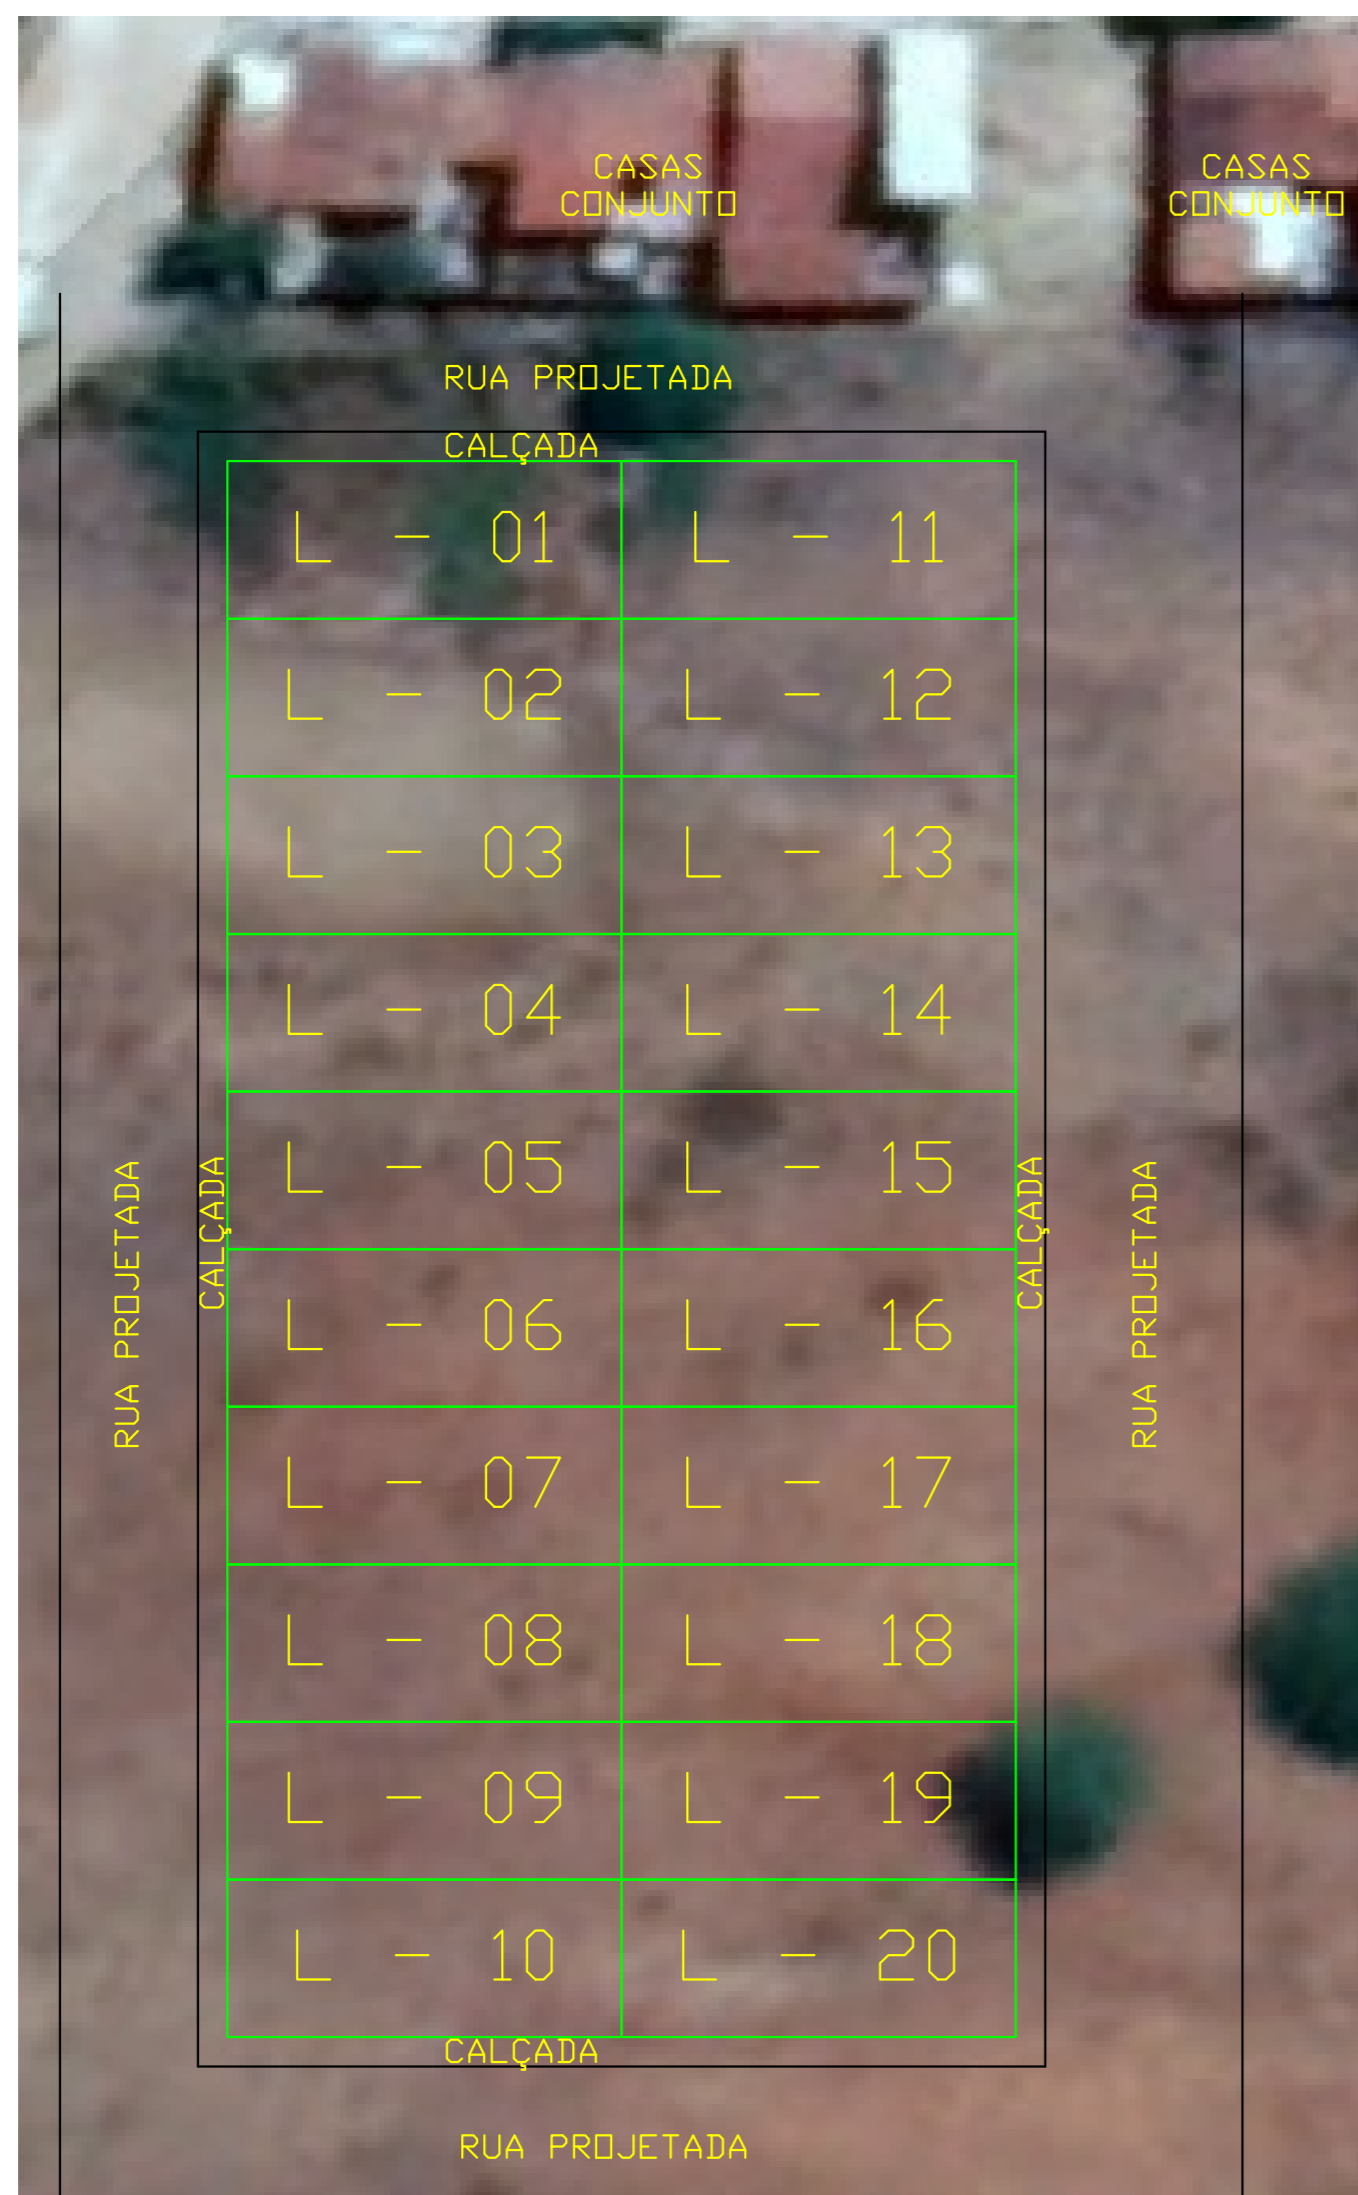 CASAS
CONJUNTO
CASAS
CONJUNTO
RUA PROJETADA
CALÇADA
L - 01
L - 11
L - 02
L - 12
L - 03
L - 13
L - 04
L - 14
L - 05
L - 15
RUA PROJETADA
CALÇADA
CALÇADA
RUA PROJETADA
L - 06
L - 16
L - 07
L - 17
L - 08
L - 18
L - 09
L - 19
L - 10
L - 20
CALÇADA
RUA PROJETADA